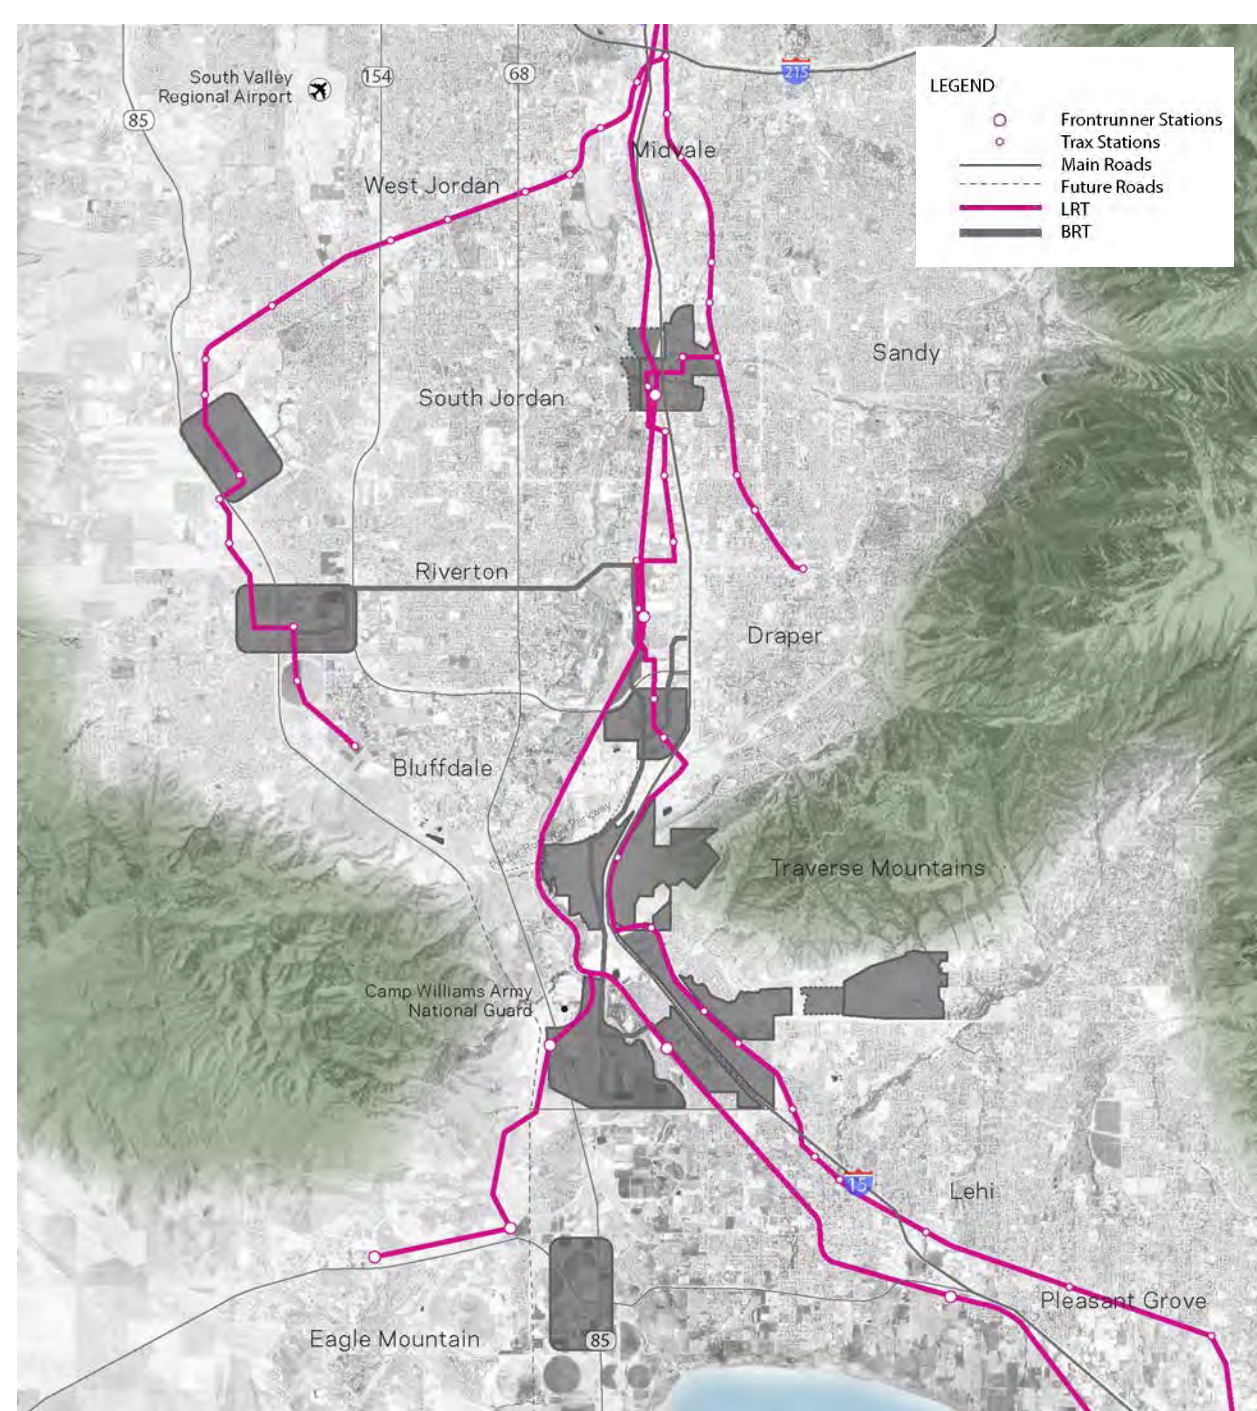 South Valley
Regional Airport
154
68
215
85
LEGEND
Frontrunner Stations
Trax Stations
Main Roads
Future Roads
LRT
BRT
Midvale
West Jordan
Sandy
South Jordan
Riverton
Draper
Bluffdale
Parkway
Traverse Mountains
Camp Williams Army
National Guard
15
Lehi
Pleasant Grove
Eagle Mountain
85